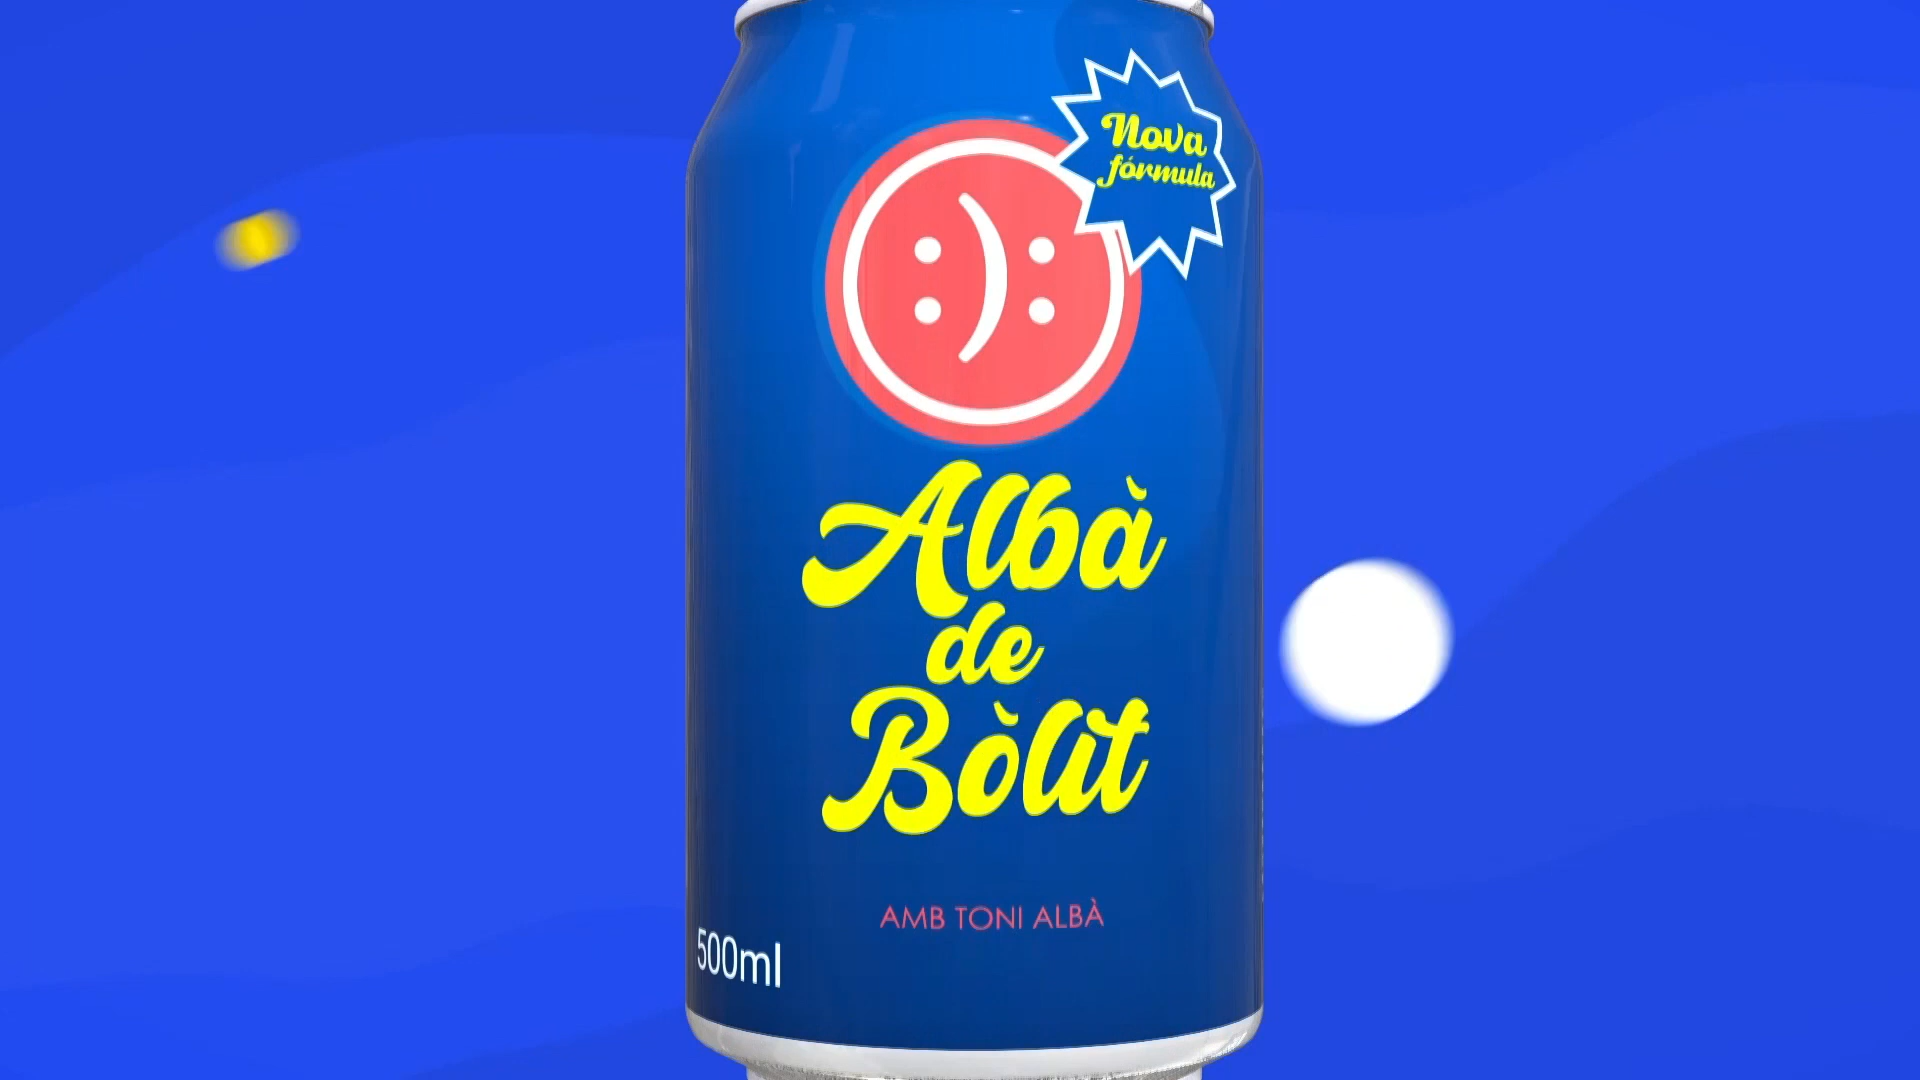 Nova
fórmula
:):
Albà
de
Bòlit
AMB TONI ALBÀ
500ml